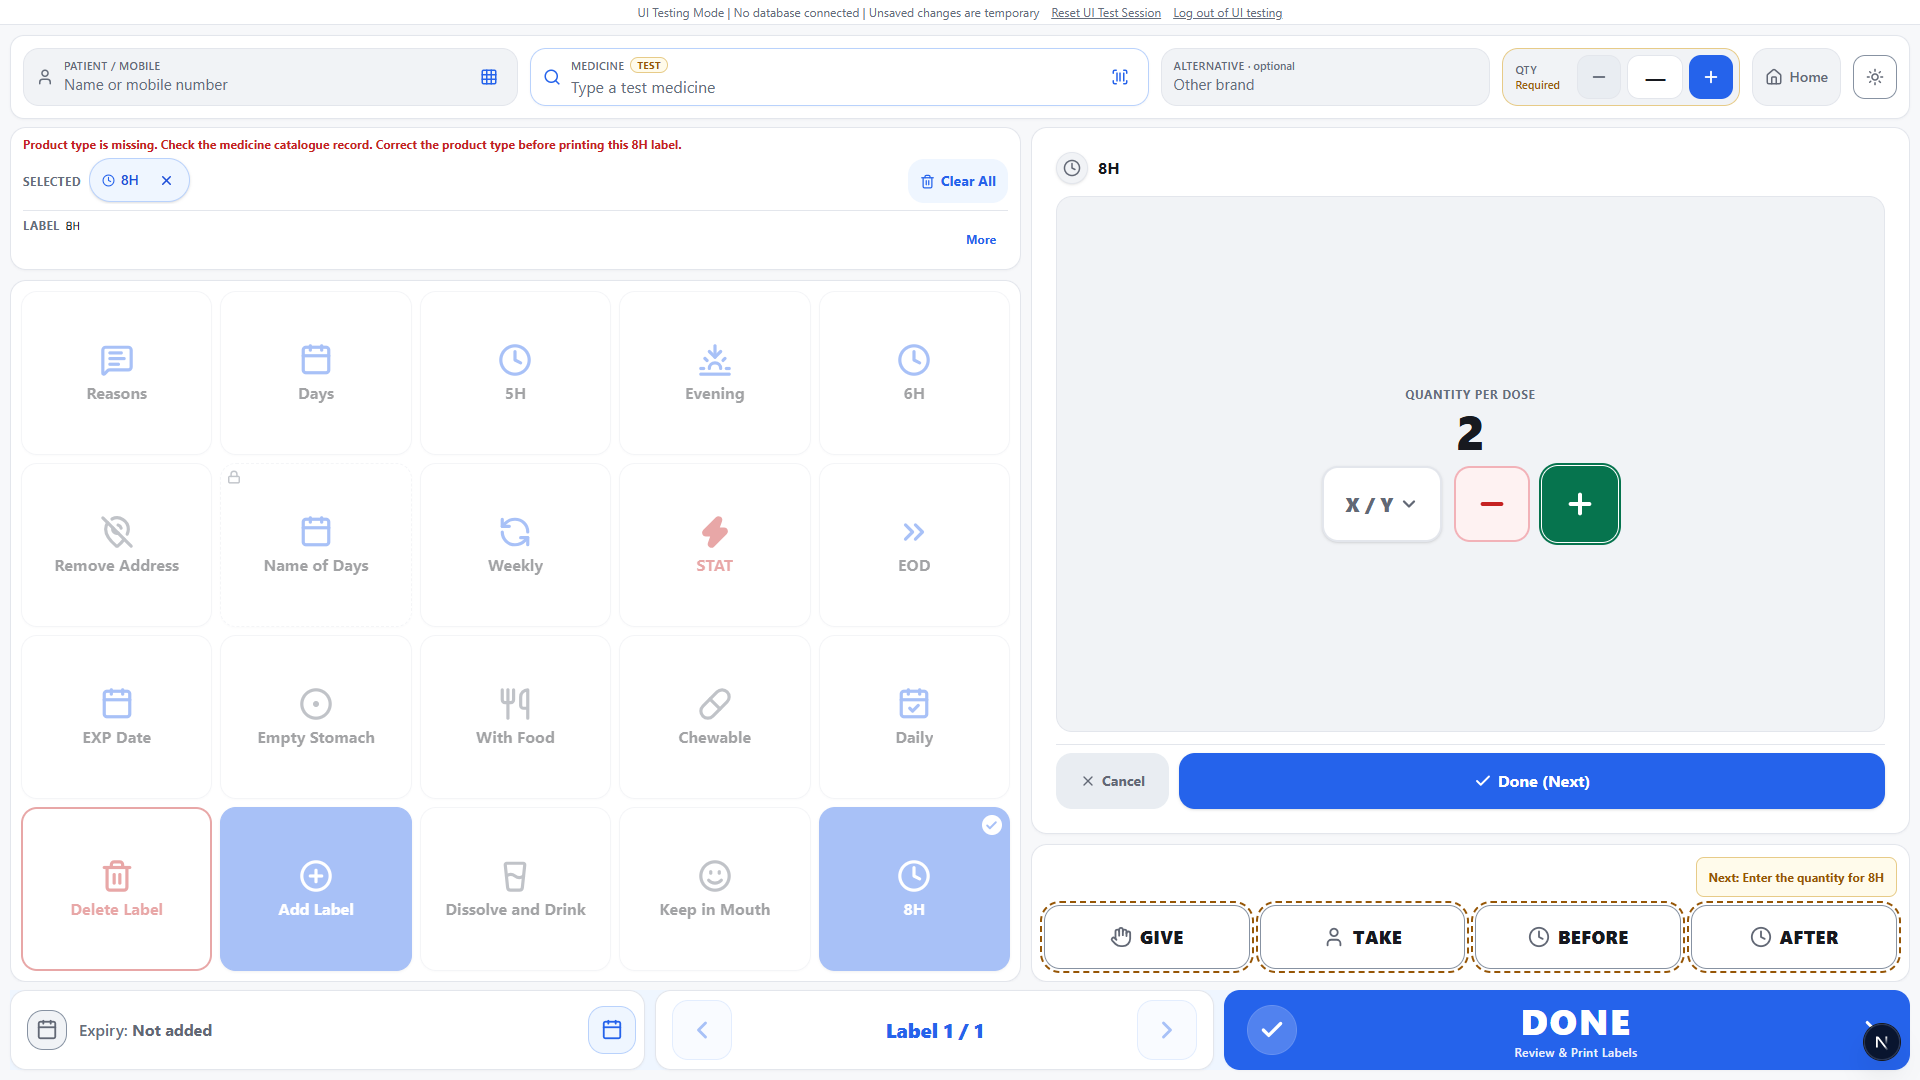 UI Testing Mode | No database connected | Unsaved changes are temporary Reset UI Test Session Log out of UI testing
PATIENT / MOBILE
Name or mobile number
MEDICINE TEST
Type a test medicine
ALTERNATIVE · optional
Other brand
QTY
Required
—
Home
Product type is missing. Check the medicine catalogue record. Correct the product type before printing this 8H label.
SELECTED 8H
Clear All
LABEL 8H
More
Reasons
Days
5H
Evening
6H
Remove Address
Name of Days
Weekly
STAT
EOD
EXP Date
Empty Stomach
With Food
Chewable
Daily
Delete Label
Add Label
Dissolve and Drink
Keep in Mouth
8H
8H
QUANTITY PER DOSE
2
X / Y
Cancel
Done (Next)
Next: Enter the quantity for 8H
GIVE
TAKE
BEFORE
AFTER
Expiry: Not added
Label 1 / 1
DONE
Review & Print Labels
N